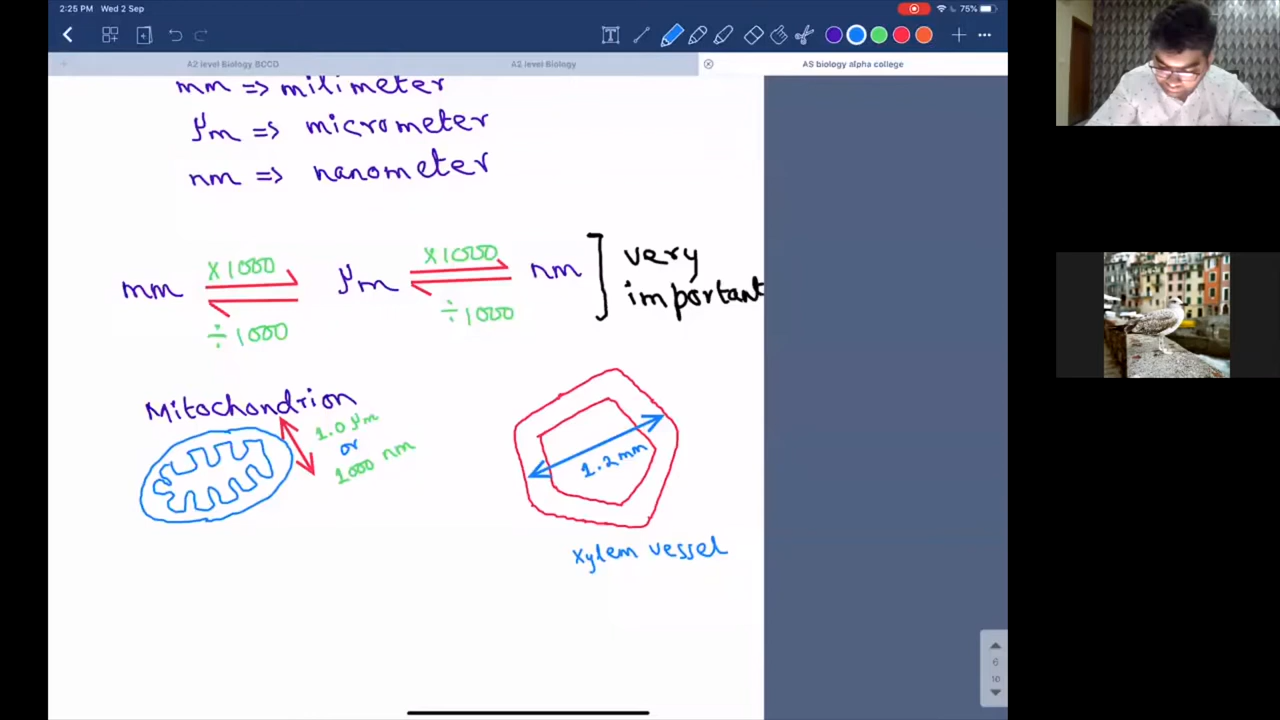 2:25 PM Wed 2 Sep
75%
A2 level Biology BCCD
A2 level Biology
AS biology alpha college
mm => milimeter
μm => micrometer
nm => nanometer
x1000
x1000
mm
μm
nm
very
important
÷1000
÷1000
Mitochondrion
1.0 μm
or
1000 nm
1.2 mm
xylem vessel
6
10